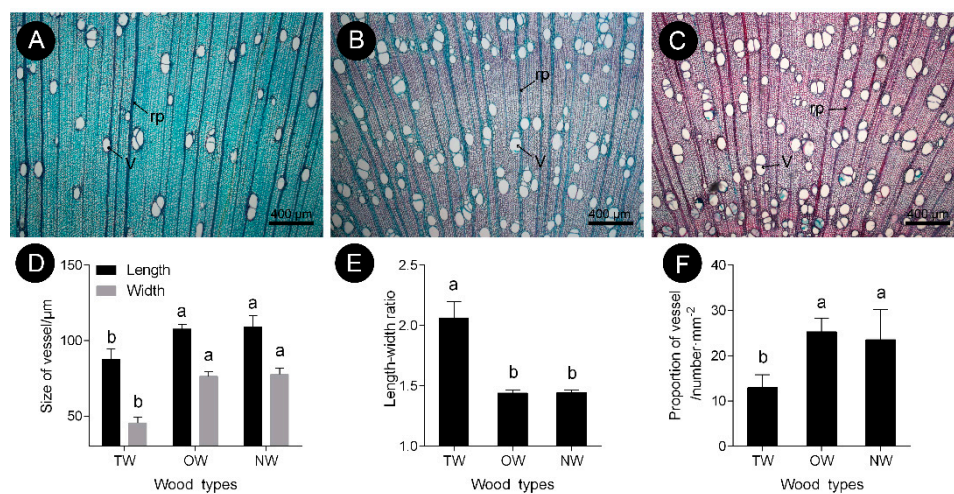 A
rp
V
400 μm
B
rp
V
400 μm
C
rp
V
400 μm
D
150
100
50
Size of vessel/μm
Length
Width
b
b
a
a
a
a
TW OW NW
Wood types
E
2.5
2.0
1.5
1.0
Length-width ratio
a
b
b
TW OW NW
Wood types
F
40
30
20
10
0
Proportion of vessel
/number·mm-2
b
a
a
TW OW NW
Wood types